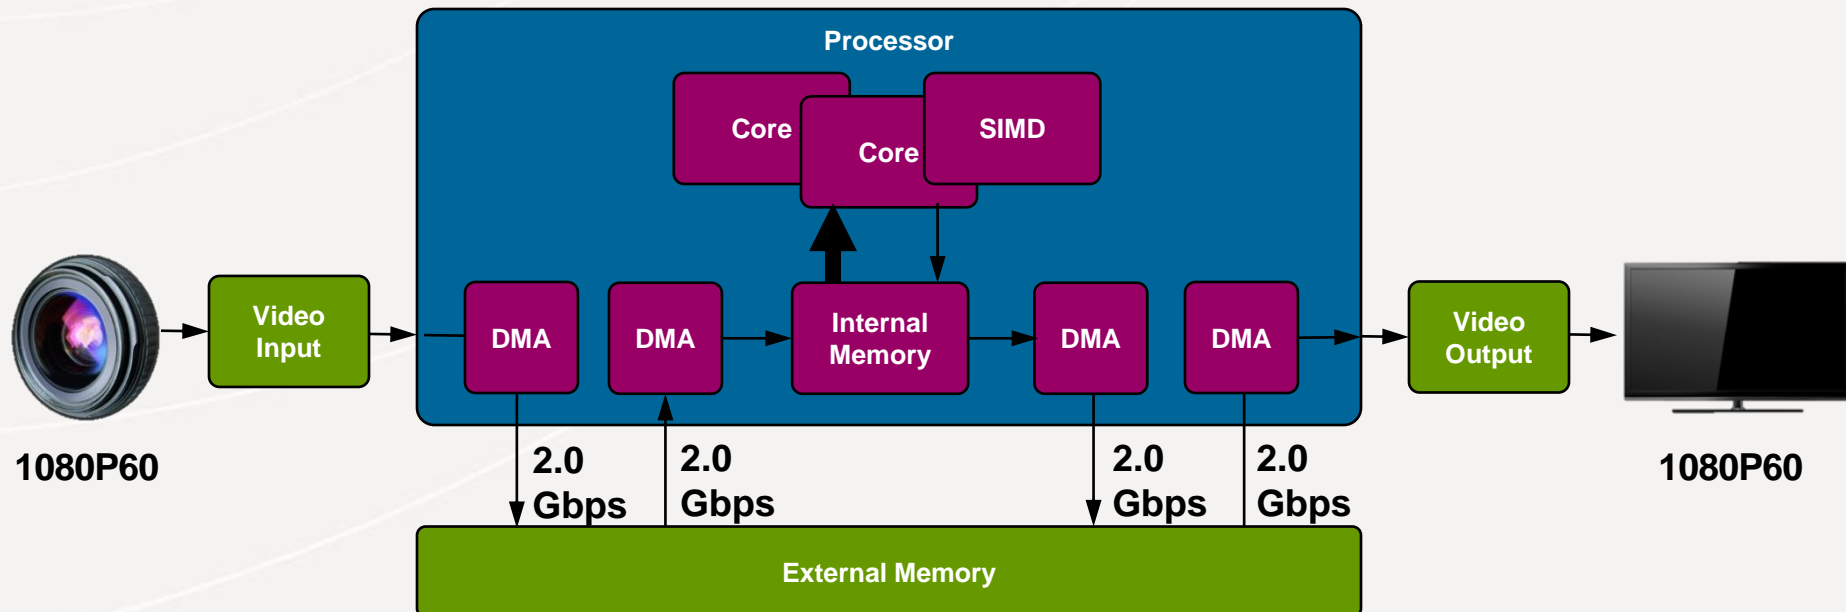 Processor
Core
Core
SIMD
Video
Input
DMA
DMA
Internal
Memory
DMA
DMA
Video
Output
1080P60
2.0
Gbps
2.0
Gbps
2.0
Gbps
2.0
Gbps
1080P60
External Memory